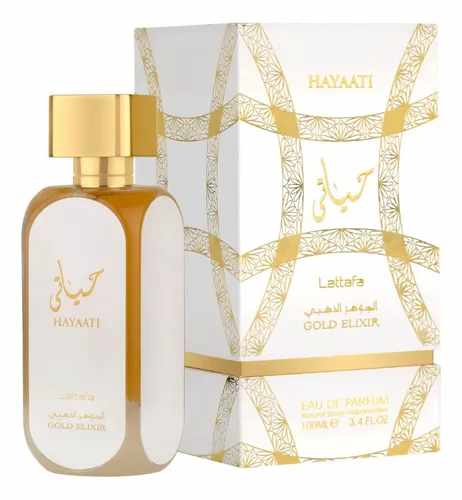 حياتي
HAYAATI
Lattafa
الجوهر الذهبي
GOLD ELIXIR
HAYAATI
حياتي
Lattafa
الجوهر الذهبي
GOLD ELIXIR
EAU DE PARFUM
100ML ℮ 3.4 FL.OZ